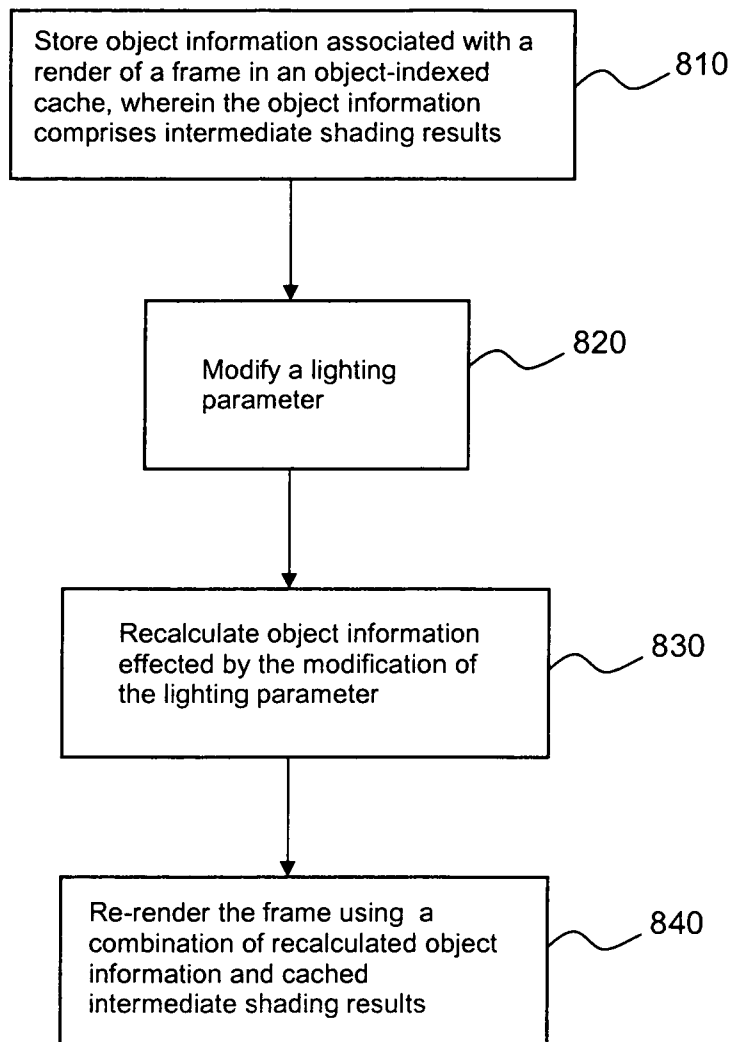 Store object information associated with a
render of a frame in an object-indexed
cache, wherein the object information
comprises intermediate shading results
810
Modify a lighting
parameter
820
Recalculate object information
effected by the modification of
the lighting parameter
830
Re-render the frame using a
combination of recalculated object
information and cached
intermediate shading results
840